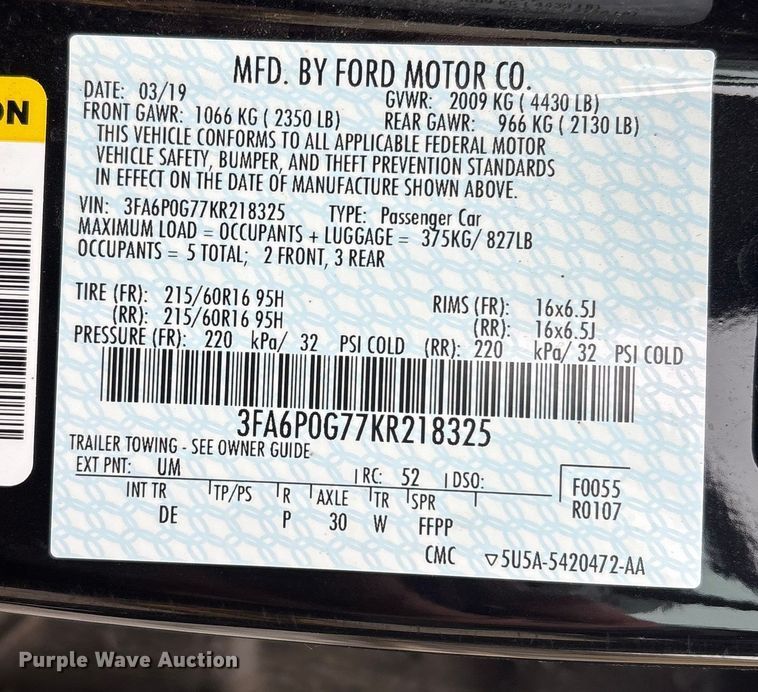 ON
MFD. BY FORD MOTOR CO.
DATE: 03/19 GVWR: 2009 KG ( 4430 LB)
FRONT GAWR: 1066 KG ( 2350 LB) REAR GAWR: 966 KG ( 2130 LB)
THIS VEHICLE CONFORMS TO ALL APPLICABLE FEDERAL MOTOR
VEHICLE SAFETY, BUMPER, AND THEFT PREVENTION STANDARDS
IN EFFECT ON THE DATE OF MANUFACTURE SHOWN ABOVE.
VIN: 3FA6P0G77KR218325 TYPE: Passenger Car
MAXIMUM LOAD = OCCUPANTS + LUGGAGE = 375KG/ 827LB
OCCUPANTS = 5 TOTAL; 2 FRONT, 3 REAR
TIRE (FR): 215/60R16 95H RIMS (FR): 16x6.5J
(RR): 215/60R16 95H (RR): 16x6.5J
PRESSURE (FR): 220 kPa/ 32 PSI COLD (RR): 220 kPa/ 32 PSI COLD
3FA6P0G77KR218325
TRAILER TOWING - SEE OWNER GUIDE
EXT PNT: UM RC: 52 DSO: F0055
INT TR TP/PS R AXLE TR SPR R0107
DE P 30 W FFPP
CMC ▽5U5A-5420472-AA
Purple Wave Auction